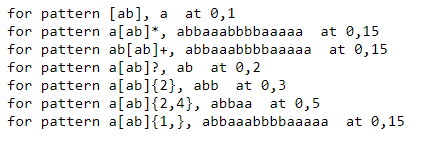 for pattern [ab], a  at 0,1
for pattern a[ab]*, abbaaabbbbaaaaa  at 0,15
for pattern ab[ab]+, abbaaabbbbaaaaa  at 0,15
for pattern a[ab]?, ab  at 0,2
for pattern a[ab]{2}, abb  at 0,3
for pattern a[ab]{2,4}, abbaa  at 0,5
for pattern a[ab]{1,}, abbaaabbbbaaaaa  at 0,15